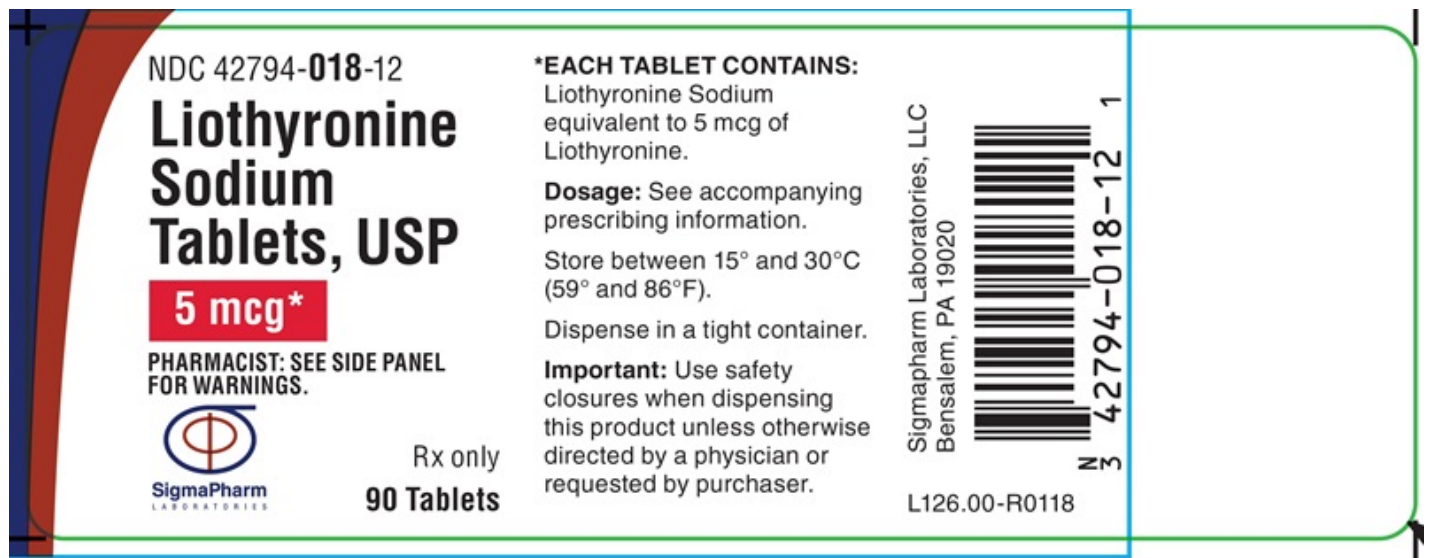 NDC 42794-018-12
Liothyronine
Sodium
Tablets, USP
5 mcg*
PHARMACIST: SEE SIDE PANEL
FOR WARNINGS.
SigmaPharm
LABORATORIES
Rx only
90 Tablets
*EACH TABLET CONTAINS:
Liothyronine Sodium
equivalent to 5 mcg of
Liothyronine.
Dosage: See accompanying
prescribing information.
Store between 15° and 30°C
(59° and 86°F).
Dispense in a tight container.
Important: Use safety
closures when dispensing
this product unless otherwise
directed by a physician or
requested by purchaser.
Sigmapharm Laboratories, LLC
Bensalem, PA 19020
N
3 42794-018-12 1
L126.00-R0118